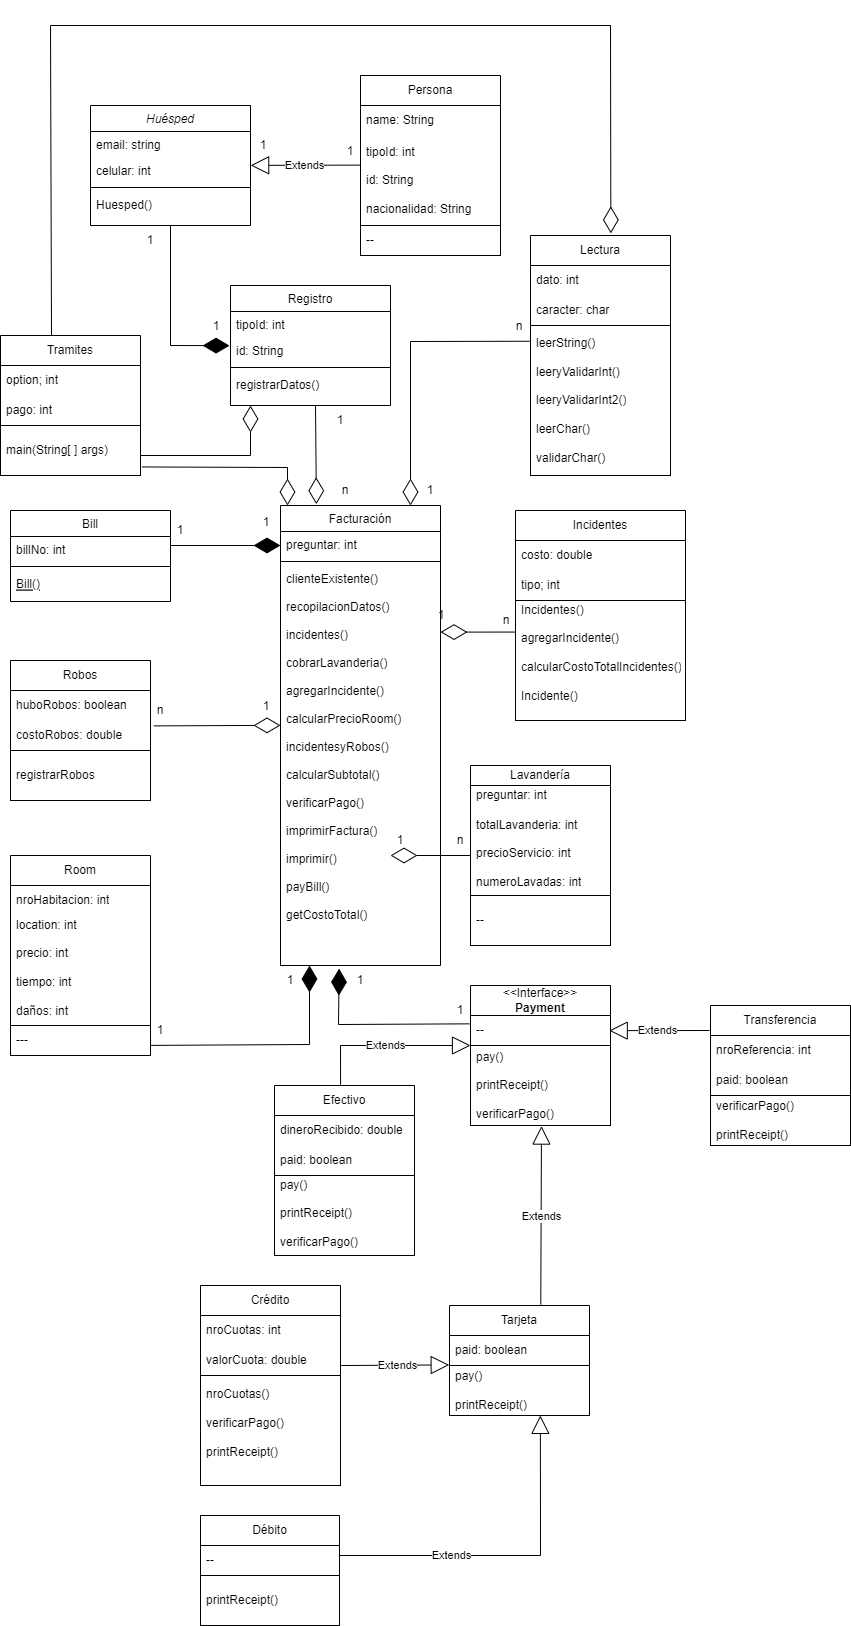 Persona
name: String
tipoId: int
id: String
nacionalidad: String
--
Huésped
email: string
celular: int
Huesped()
1
Extends
1
1
Registro
tipoId: int
id: String
registrarDatos()
1
1
n
Lectura
dato: int
caracter: char
leerString()
leeryValidarInt()
leeryValidarInt2()
leerChar()
validarChar()
n
1
Tramites
option; int
pago: int
main(String[ ] args)
Bill
billNo: int
Bill()
1
1
Facturación
preguntar: int
clienteExistente()
recopilacionDatos()
incidentes()
cobrarLavanderia()
agregarIncidente()
calcularPrecioRoom()
incidentesyRobos()
calcularSubtotal()
verificarPago()
imprimirFactura()
imprimir()
payBill()
getCostoTotal()
Incidentes
costo: double
tipo; int
Incidentes()
agregarIncidente()
calcularCostoTotalIncidentes()
Incidente()
1
n
Robos
huboRobos: boolean
costoRobos: double
registrarRobos
n
1
Lavandería
preguntar: int
totalLavanderia: int
precioServicio: int
numeroLavadas: int
--
1
n
Room
nroHabitacion: int
location: int
precio: int
tiempo: int
daños: int
---
1
1
1
1
<<Interface>>
Payment
--
pay()
printReceipt()
verificarPago()
Extends
Transferencia
nroReferencia: int
paid: boolean
verificarPago()
printReceipt()
Extends
Efectivo
dineroRecibido: double
paid: boolean
pay()
printReceipt()
verificarPago()
Extends
Crédito
nroCuotas: int
valorCuota: double
nroCuotas()
verificarPago()
printReceipt()
Extends
Tarjeta
paid: boolean
pay()
printReceipt()
Débito
--
printReceipt()
Extends